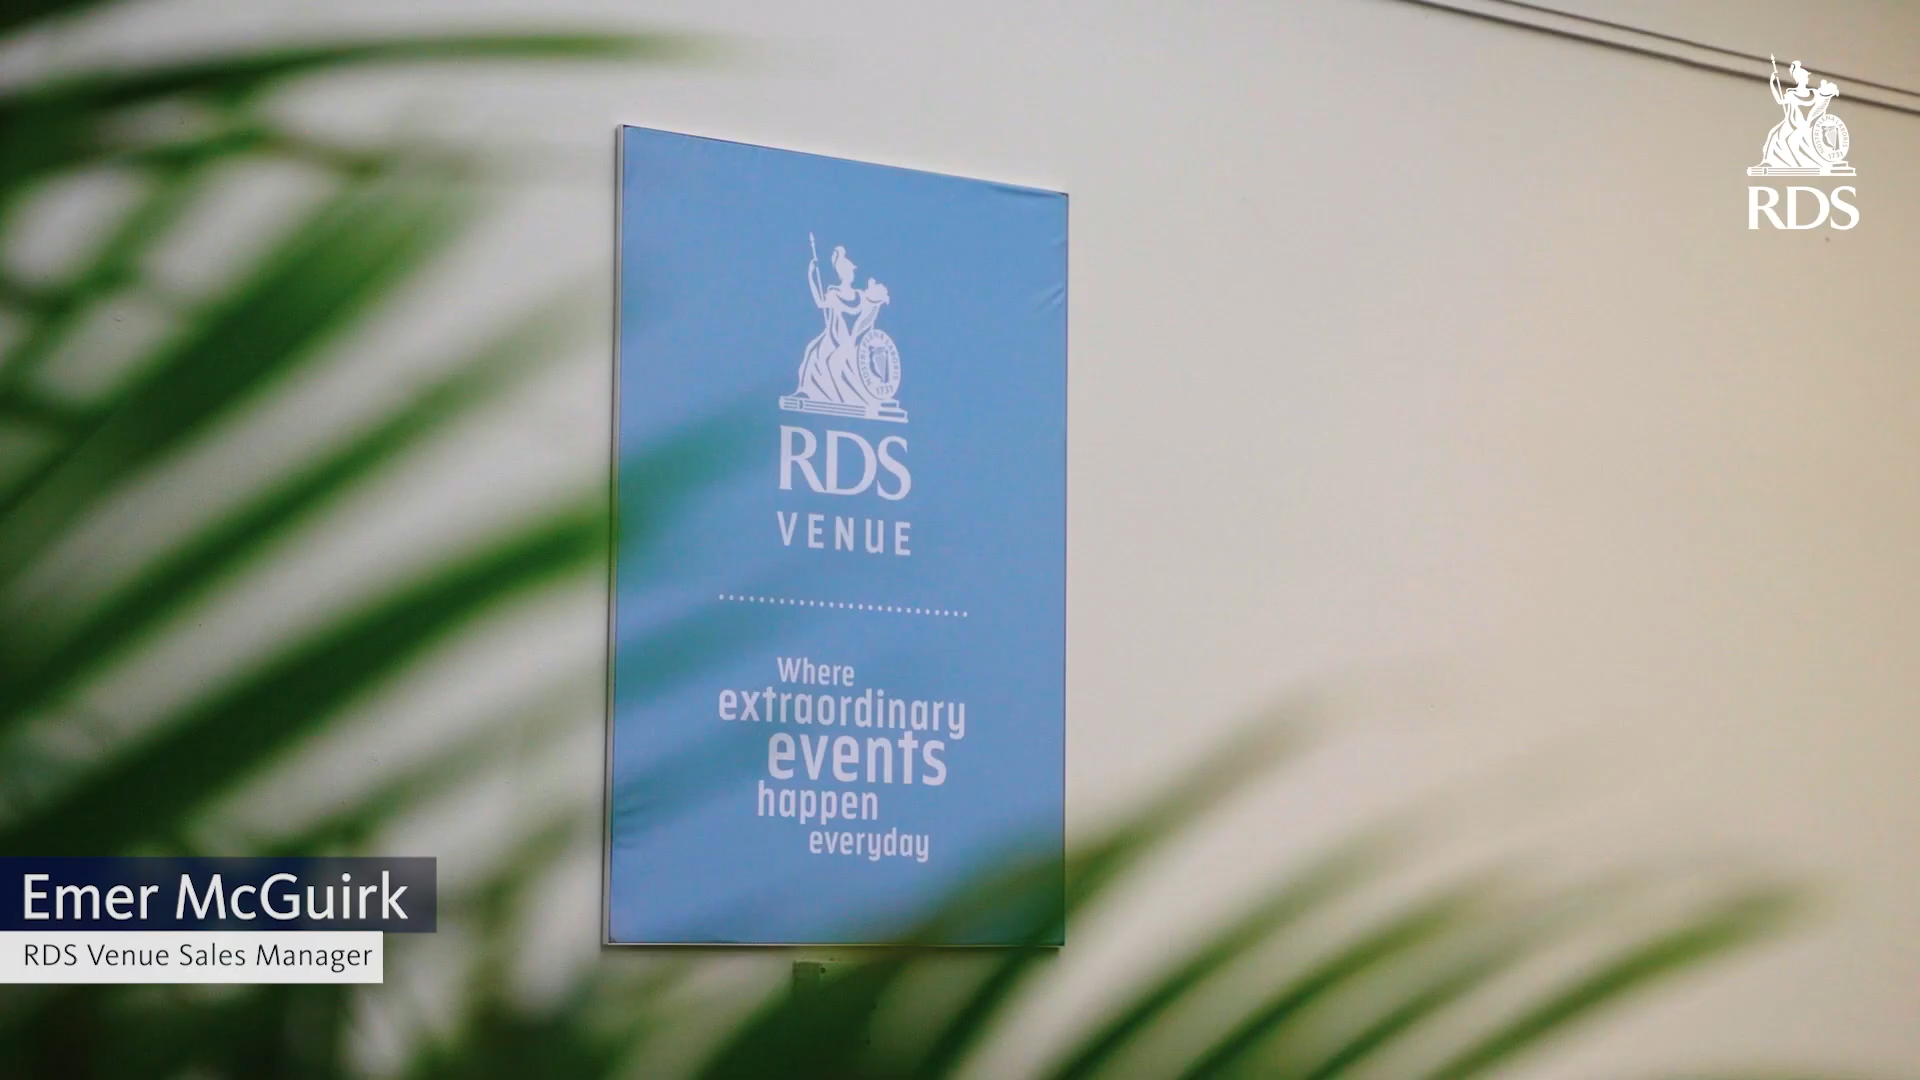 RDS
RDS
VENUE
Where
extraordinary
events
happen
everyday
Emer McGuirk
RDS Venue Sales Manager